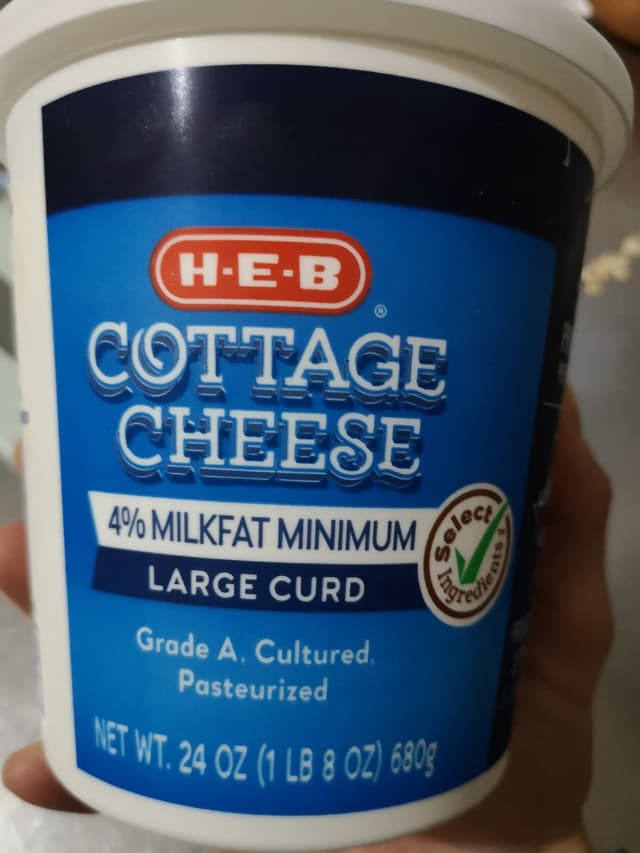 H-E-B
®
COTTAGE
CHEESE
4% MILKFAT MINIMUM
LARGE CURD
Select
Ingredients
Grade A. Cultured.
Pasteurized
NET WT. 24 OZ (1 LB 8 OZ) 680g